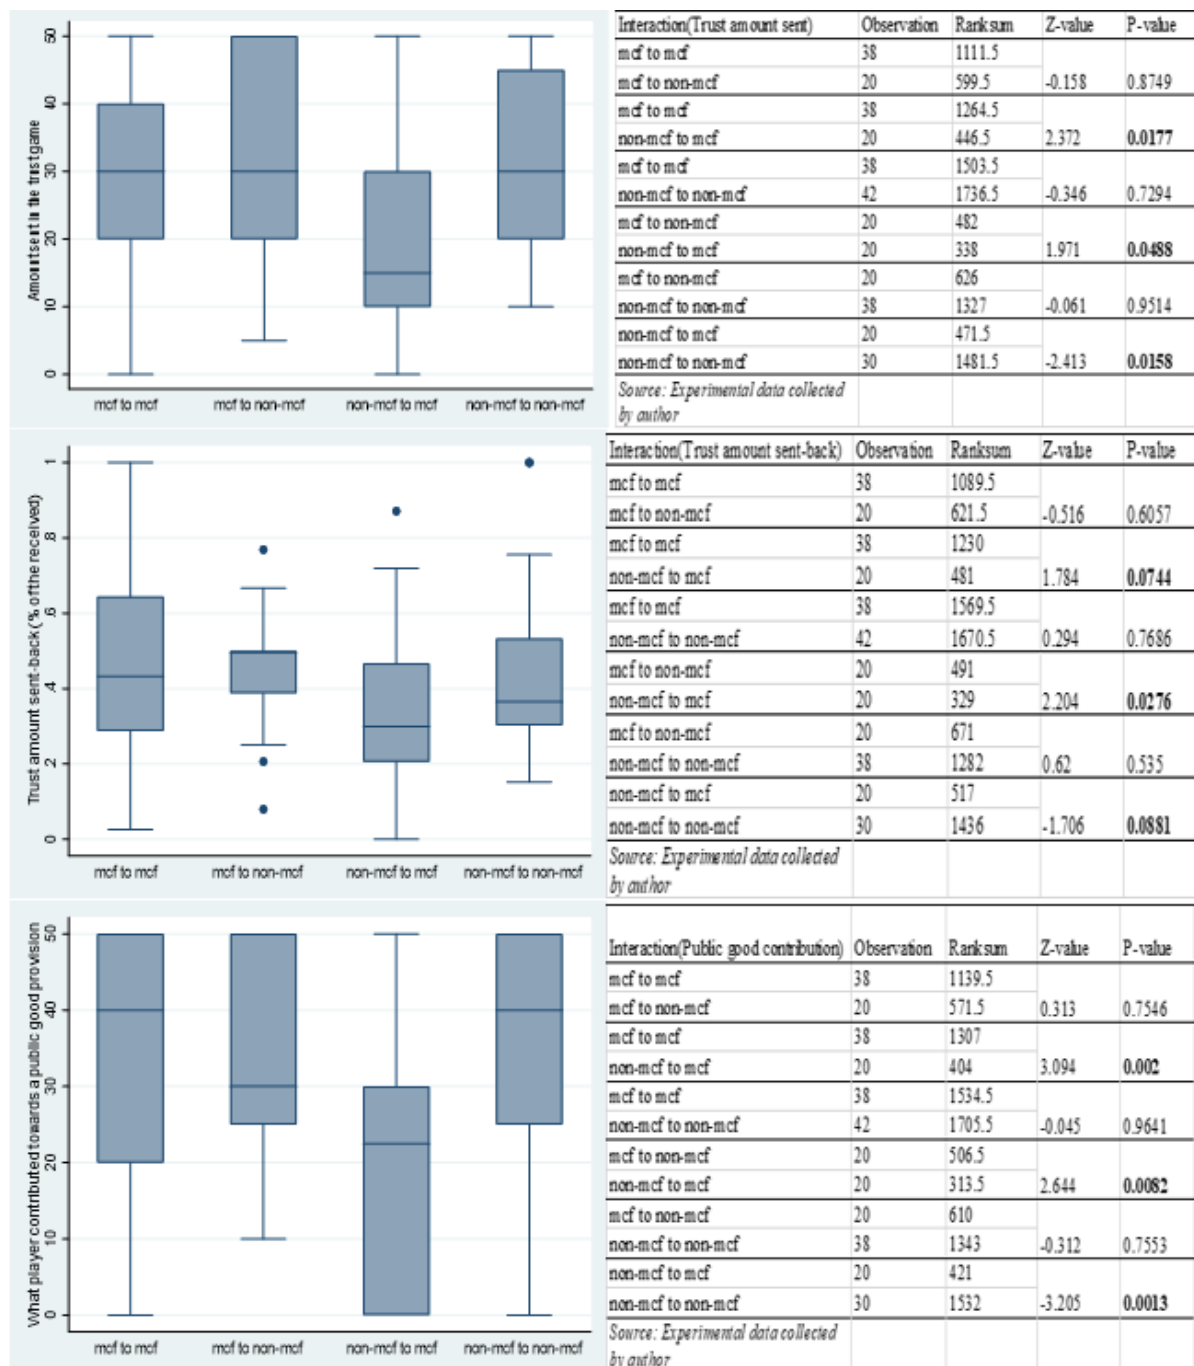 Amount sent in the trust game
50
40
30
20
10
0
mcf to mcf mcf to non-mcf non-mcf to mcf non-mcf to non-mcf
Interaction(Trust amount sent) Observation Ranksum Z-value P-value
mcf to mcf 38 1111.5
mcf to non-mcf 20 599.5 -0.158 0.8749
mcf to mcf 38 1264.5
non-mcf to mcf 20 446.5 2.372 0.0177
mcf to mcf 38 1503.5
non-mcf to non-mcf 42 1736.5 -0.346 0.7294
mcf to non-mcf 20 482
non-mcf to mcf 20 338 1.971 0.0488
mcf to non-mcf 20 626
non-mcf to non-mcf 38 1327 -0.061 0.9514
non-mcf to mcf 20 471.5
non-mcf to non-mcf 30 1481.5 -2.413 0.0158
Source: Experimental data collected
by author
Trust amount sent-back (% of the received)
1
.8
.6
.4
.2
0
mcf to mcf mcf to non-mcf non-mcf to mcf non-mcf to non-mcf
Interaction(Trust amount sent-back) Observation Ranksum Z-value P-value
mcf to mcf 38 1089.5
mcf to non-mcf 20 621.5 -0.516 0.6057
mcf to mcf 38 1230
non-mcf to mcf 20 481 1.784 0.0744
mcf to mcf 38 1569.5
non-mcf to non-mcf 42 1670.5 0.294 0.7686
mcf to non-mcf 20 491
non-mcf to mcf 20 329 2.204 0.0276
mcf to non-mcf 20 671
non-mcf to non-mcf 38 1282 0.62 0.535
non-mcf to mcf 20 517
non-mcf to non-mcf 30 1436 -1.706 0.0881
Source: Experimental data collected
by author
What player contributed towards a public good provision
50
40
30
20
10
0
mcf to mcf mcf to non-mcf non-mcf to mcf non-mcf to non-mcf
Interaction(Public good contribution) Observation Ranksum Z-value P-value
mcf to mcf 38 1139.5
mcf to non-mcf 20 571.5 0.313 0.7546
mcf to mcf 38 1307
non-mcf to mcf 20 404 3.094 0.002
mcf to mcf 38 1534.5
non-mcf to non-mcf 42 1705.5 -0.045 0.9641
mcf to non-mcf 20 506.5
non-mcf to mcf 20 313.5 2.644 0.0082
mcf to non-mcf 20 610
non-mcf to non-mcf 38 1343 -0.312 0.7553
non-mcf to mcf 20 421
non-mcf to non-mcf 30 1532 -3.205 0.0013
Source: Experimental data collected
by author